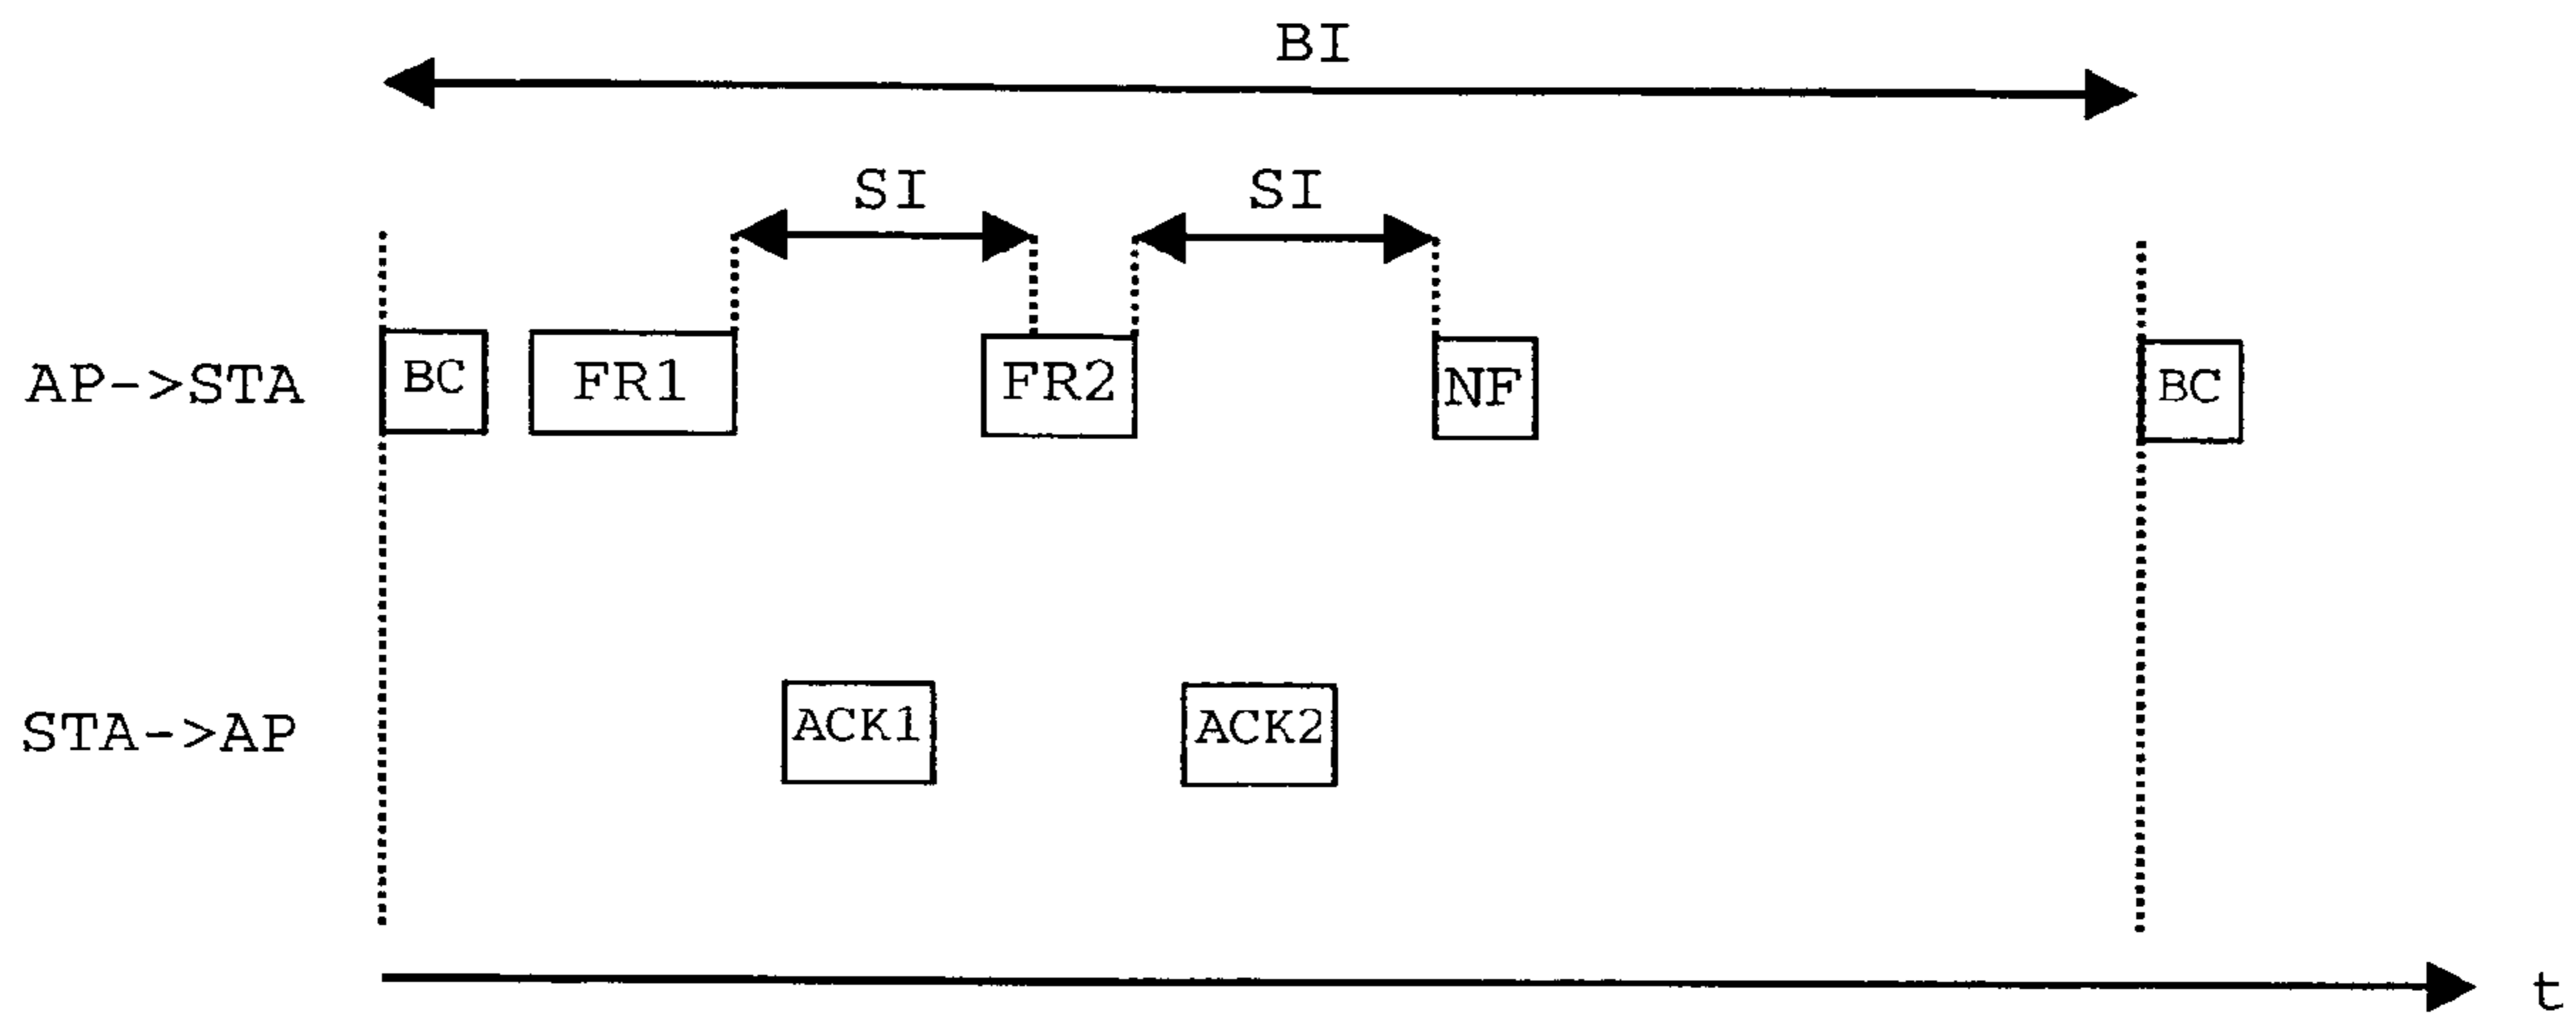 BI
SI SI
AP->STA BC FR1 FR2 NF BC
STA->AP ACK1 ACK2
t